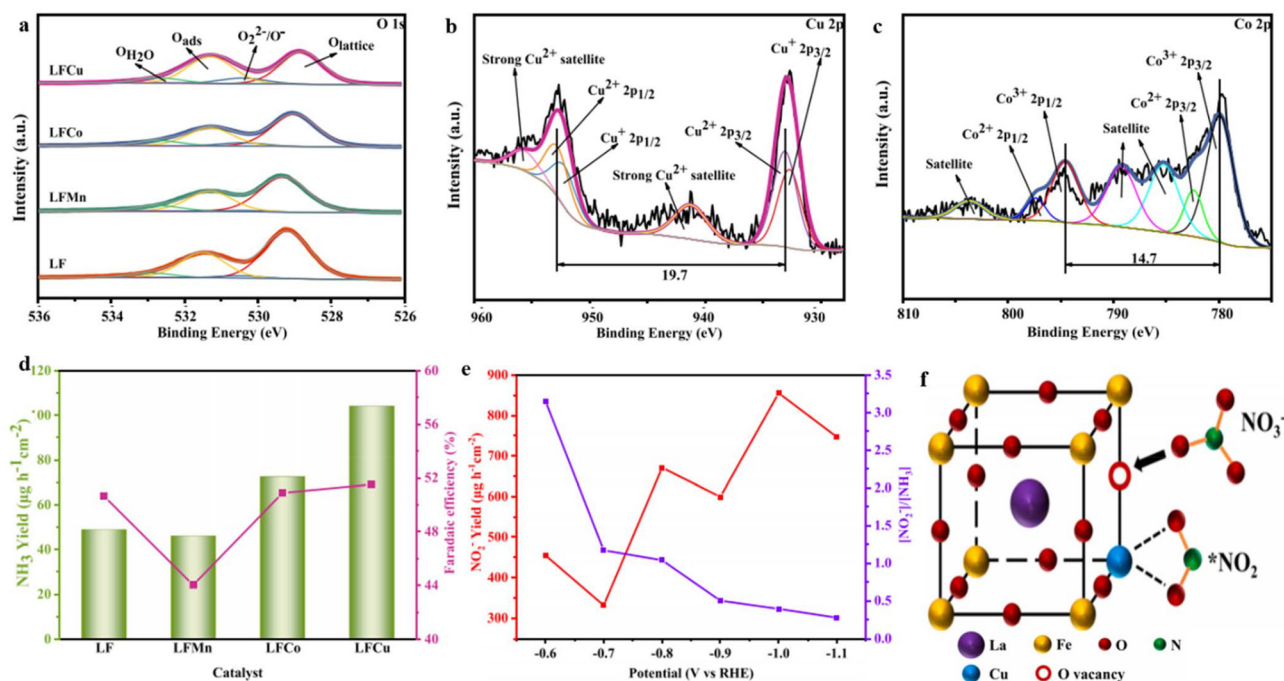 a
O 1s
O_H2O
O_ads
O₂²⁻/O⁻
O_lattice
LFCu
LFCo
LFMn
LF
Intensity (a.u.)
536 534 532 530 528 526
Binding Energy (eV)
b
Cu 2p
Strong Cu²⁺ satellite
Cu²⁺ 2p₁/₂
Cu⁺ 2p₁/₂
Strong Cu²⁺ satellite
Cu²⁺ 2p₃/₂
Cu⁺ 2p₃/₂
19.7
Intensity (a.u.)
960 950 940 930
Binding Energy (eV)
c
Co 2p
Satellite
Co²⁺ 2p₁/₂
Co³⁺ 2p₁/₂
Satellite
Co²⁺ 2p₃/₂
Co³⁺ 2p₃/₂
14.7
Intensity (a.u.)
810 800 790 780
Binding Energy (eV)
d
NH₃ Yield (µg h⁻¹cm⁻²)
120
100
80
60
40
20
0
Faradaic efficiency (%)
60
56
52
48
44
40
LF LFMn LFCo LFCu
Catalyst
e
NO₂⁻ Yield (µg h⁻¹cm⁻²)
900
800
700
600
500
400
300
[NO₂⁻]/[NH₃]
3.5
3.0
2.5
2.0
1.5
1.0
0.5
0.0
-0.6 -0.7 -0.8 -0.9 -1.0 -1.1
Potential (V vs RHE)
f
NO₃⁻
*NO₂
La Fe O N
Cu O vacancy